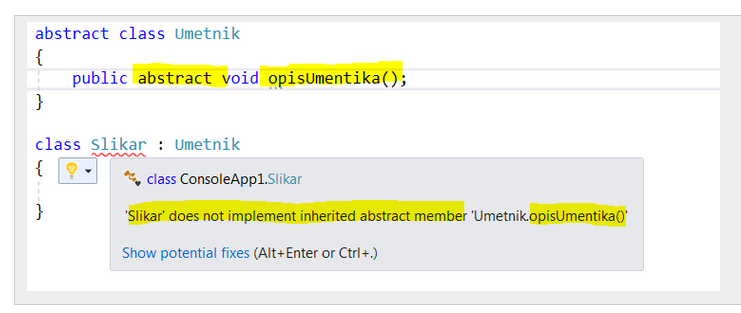 abstract class Umetnik
{
public abstract void opisUmentika();
}
class Slikar : Umetnik
{
class ConsoleApp1.Slikar
'Slikar' does not implement inherited abstract member 'Umetnik.opisUmentika()'
}
Show potential fixes (Alt+Enter or Ctrl+.)